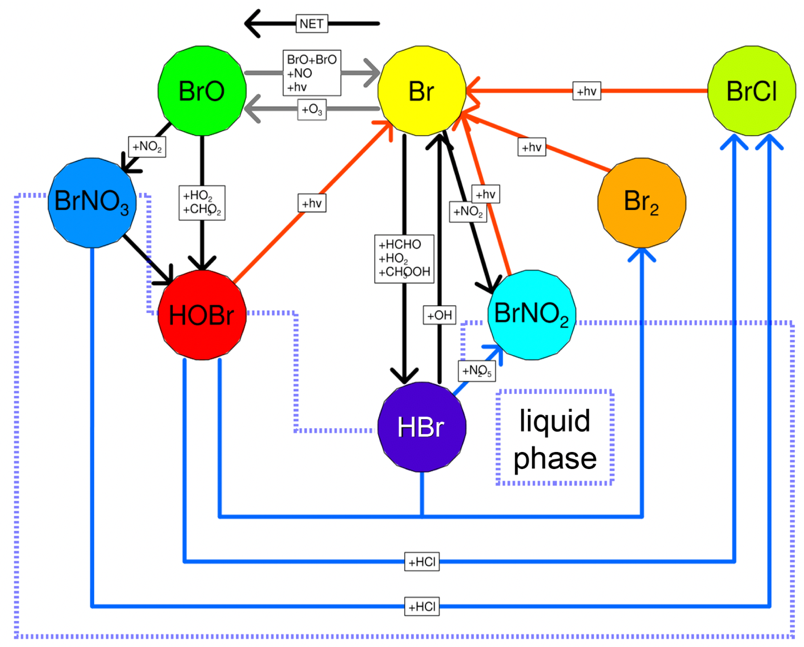 NET
BrO
BrO+BrO
+NO
+hν
+O₃
Br
+hν
BrCl
+NO₂
BrNO₃
+HO₂
+CH₃O₂
+hν
+hν
+NO₂
+hν
Br₂
+HCHO
+HO₂
+CH₃OOH
HOBr
+OH
BrNO₂
+N₂O₅
HBr
liquid
phase
+HCl
+HCl